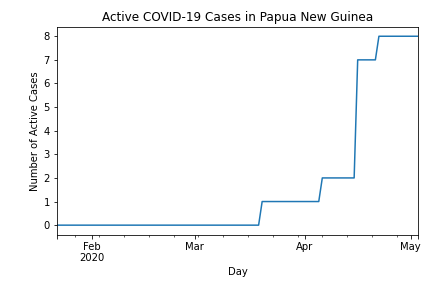 Active COVID-19 Cases in Papua New Guinea
8
7
6
5
4
3
2
1
0
Number of Active Cases
Feb
2020
Mar
Apr
May
Day